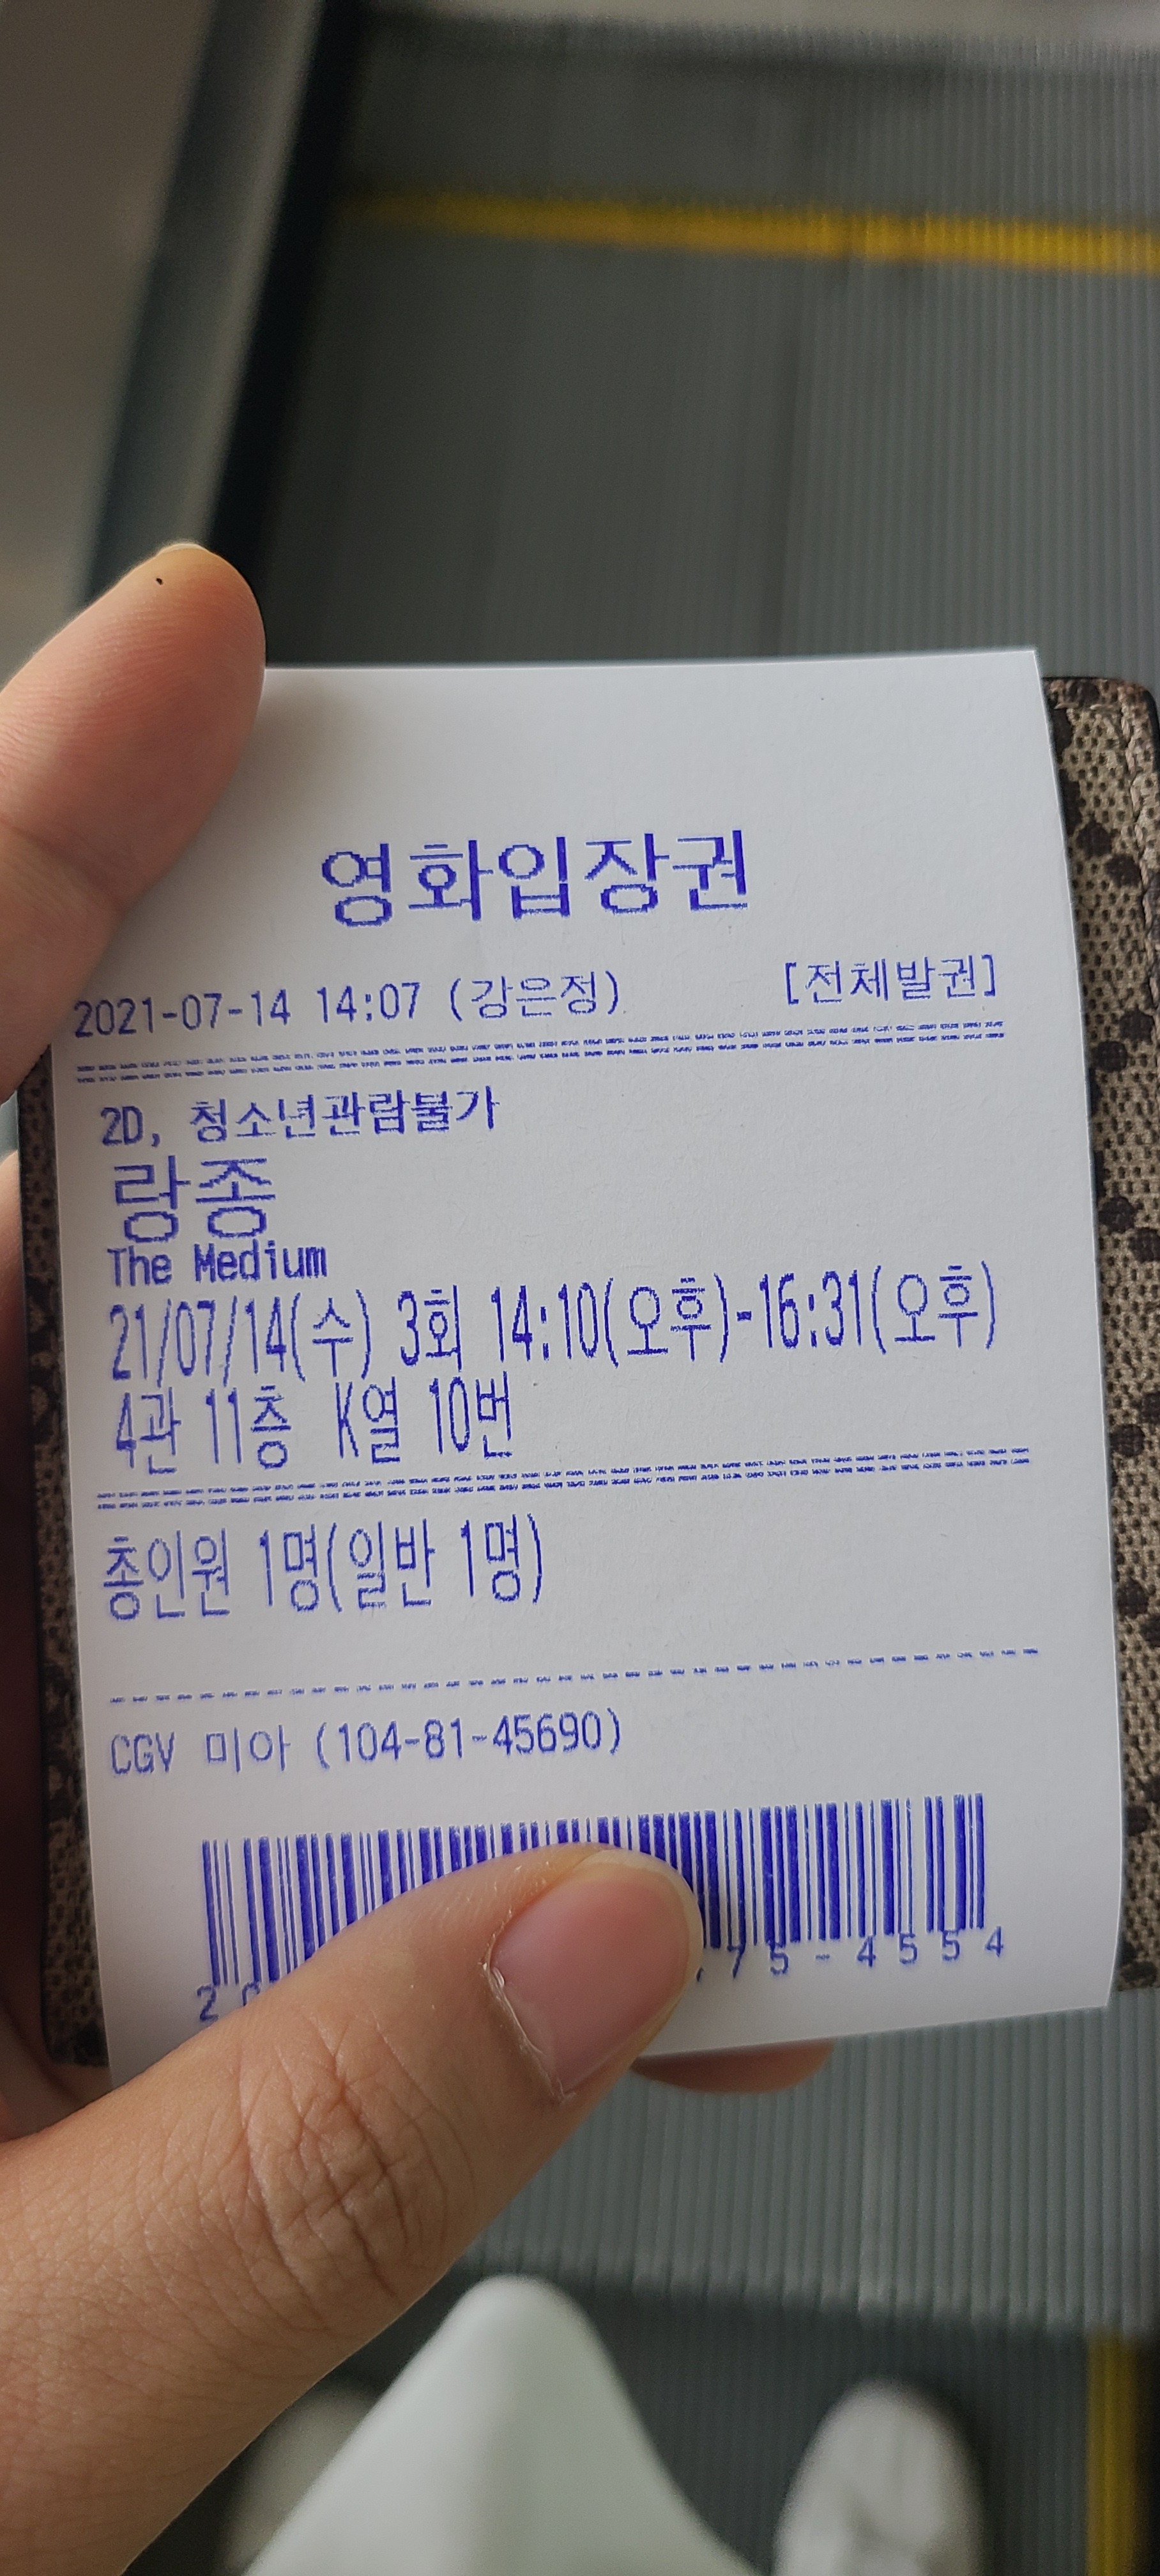 영화입장권
2021-07-14 14:07 (강은정) [전체발권]
2D, 청소년관람불가
랑종
The Medium
21/07/14(수) 3회 14:10(오후)-16:31(오후)
4관 11층 K열 10번
총인원 1명(일반 1명)
CGV 미아 (104-81-45690)
75-4554